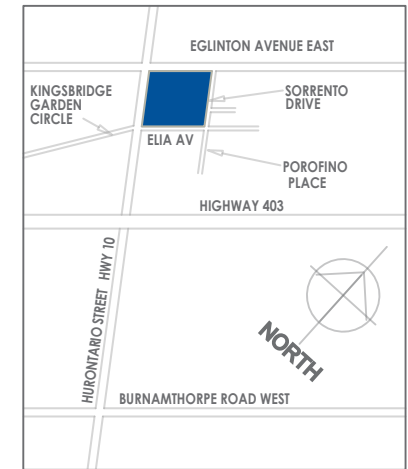 EGLINTON AVENUE EAST
KINGSBRIDGE
GARDEN
CIRCLE
SORRENTO
DRIVE
ELIA AV
POROFINO
PLACE
HIGHWAY 403
HURONTARIO STREET HWY 10
NORTH
BURNAMTHORPE ROAD WEST